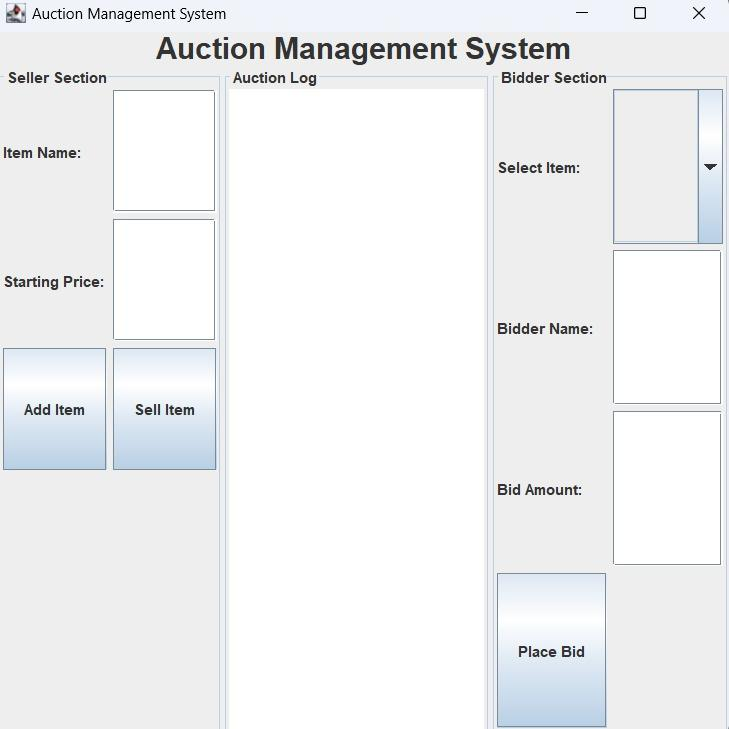 Auction Management System
Auction Management System
Seller Section
Item Name:
Starting Price:
Add Item
Sell Item
Auction Log
Bidder Section
Select Item:
Bidder Name:
Bid Amount:
Place Bid